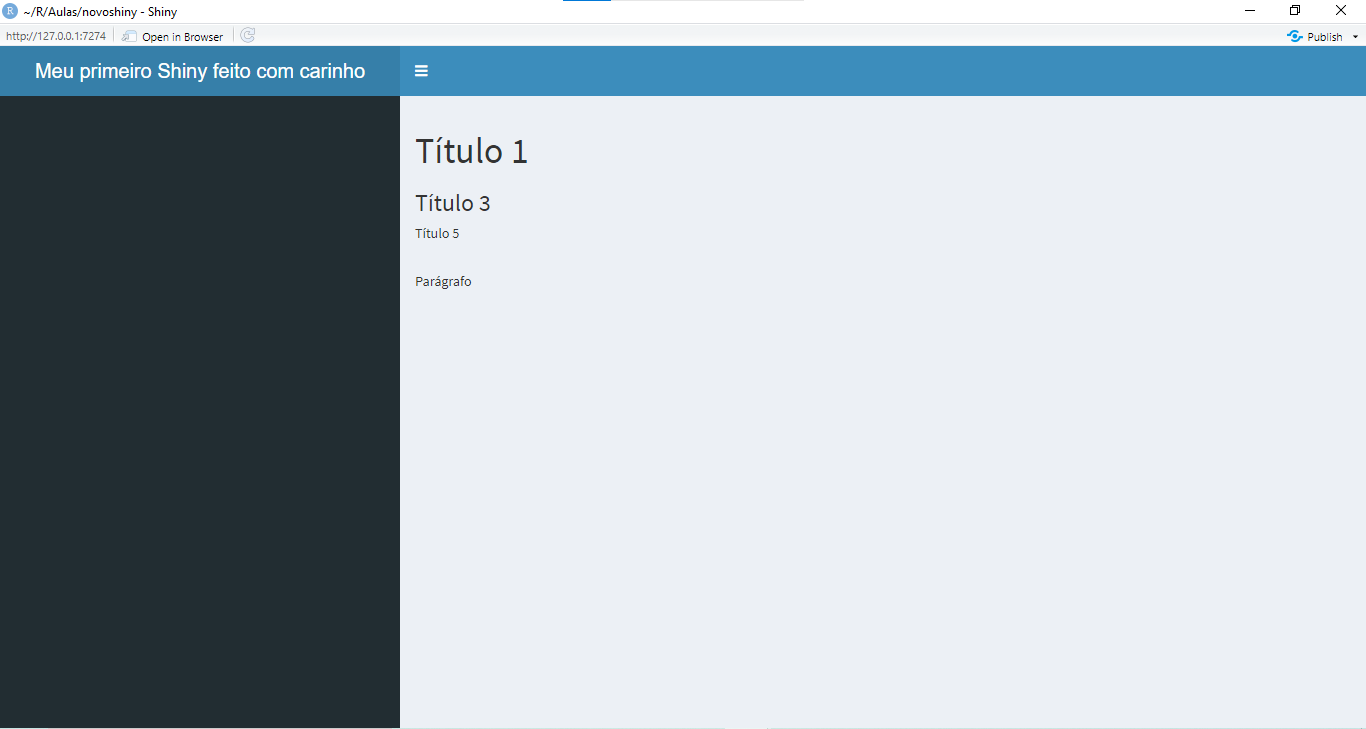 R ~/R/Aulas/novoshiny - Shiny
http://127.0.0.1:7274 Open in Browser Publish
Meu primeiro Shiny feito com carinho
Título 1
Título 3
Título 5
Parágrafo